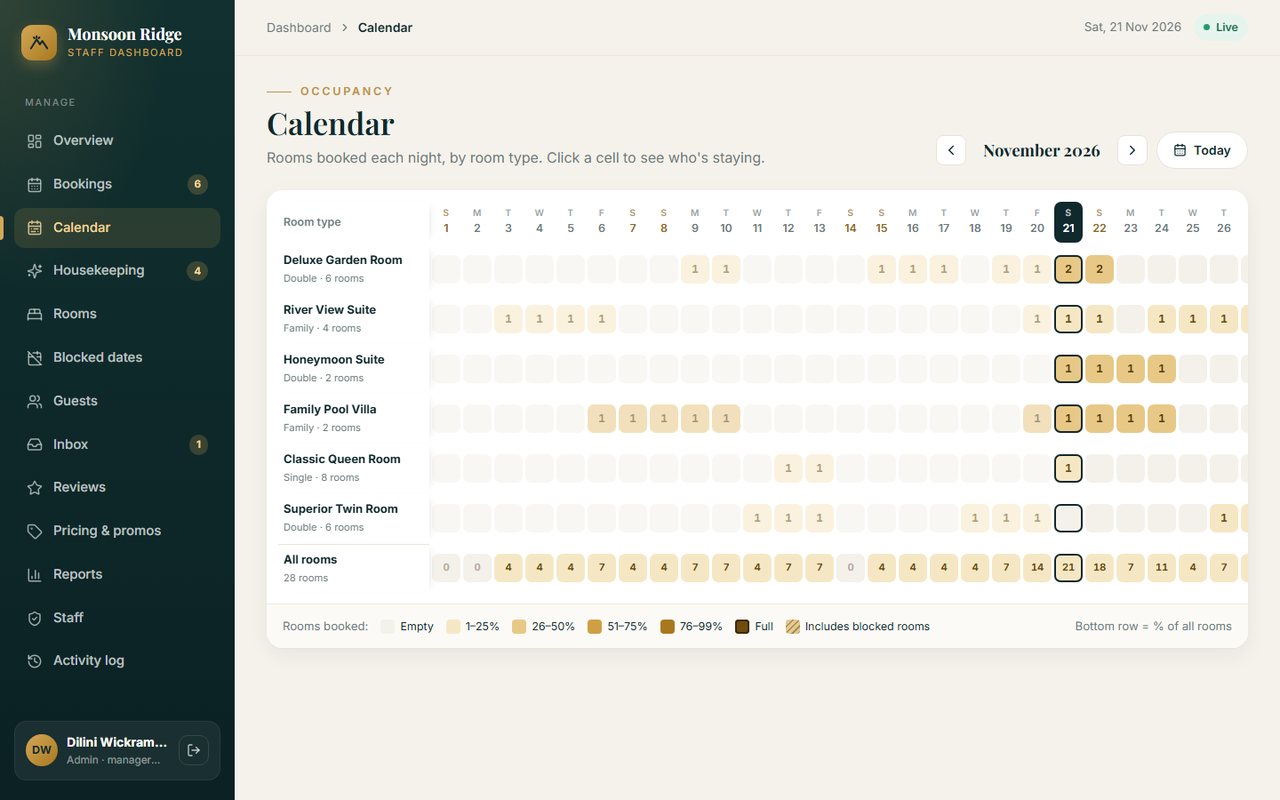 Monsoon Ridge
STAFF DASHBOARD
MANAGE
Overview
Bookings 6
Calendar
Housekeeping 4
Rooms
Blocked dates
Guests
Inbox 1
Reviews
Pricing & promos
Reports
Staff
Activity log
DW
Dilini Wickram...
Admin · manager...
Dashboard > Calendar
Sat, 21 Nov 2026 Live
OCCUPANCY
Calendar
Rooms booked each night, by room type. Click a cell to see who's staying.
November 2026 Today
Room type
S M T W T F S S M T W T F S S M T W T F S S M T W T
1 2 3 4 5 6 7 8 9 10 11 12 13 14 15 16 17 18 19 20 21 22 23 24 25 26
Deluxe Garden Room
Double · 6 rooms
1 1 1 1 1 1 1 2 2
River View Suite
Family · 4 rooms
1 1 1 1 1 1 1 1 1 1
Honeymoon Suite
Double · 2 rooms
1 1 1 1
Family Pool Villa
Family · 2 rooms
1 1 1 1 1 1 1 1 1 1
Classic Queen Room
Single · 8 rooms
1 1 1
Superior Twin Room
Double · 6 rooms
1 1 1 1 1 1 1
All rooms
28 rooms
0 0 4 4 4 7 4 4 7 7 4 7 7 0 4 4 4 4 7 14 21 18 7 11 4 7
Rooms booked: Empty 1–25% 26–50% 51–75% 76–99% Full Includes blocked rooms Bottom row = % of all rooms